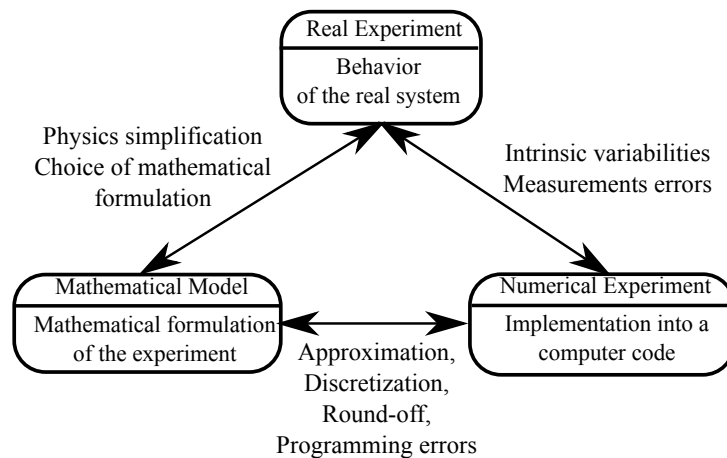 Real Experiment
Behavior
of the real system
Physics simplification
Choice of mathematical
formulation
Intrinsic variabilities
Measurements errors
Mathematical Model
Mathematical formulation
of the experiment
Numerical Experiment
Implementation into a
computer code
Approximation,
Discretization,
Round-off,
Programming errors